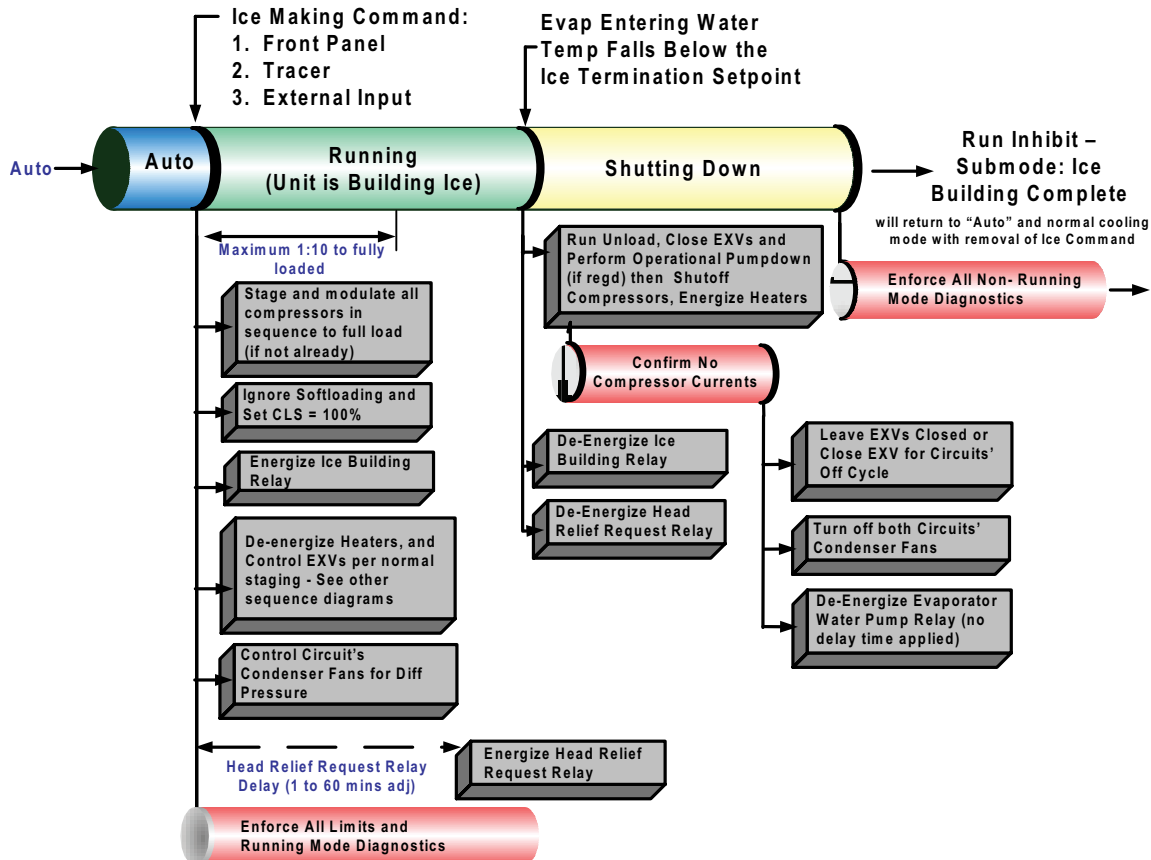 Ice Making Command:
1. Front Panel
2. Tracer
3. External Input
Evap Entering Water
Temp Falls Below the
Ice Termination Setpoint
Auto
Auto
Running
(Unit is Building Ice)
Shutting Down
Run Inhibit –
Submode: Ice
Building Complete
will return to “Auto” and normal cooling
mode with removal of Ice Command
Maximum 1:10 to fully
loaded
Stage and modulate all
compressors in
sequence to full load
(if not already)
Ignore Softloading and
Set CLS = 100%
Energize Ice Building
Relay
De-energize Heaters, and
Control EXVs per normal
staging - See other
sequence diagrams
Control Circuit's
Condenser Fans for Diff
Pressure
Head Relief Request Relay
Delay (1 to 60 mins adj)
Energize Head Relief
Request Relay
Enforce All Limits and
Running Mode Diagnostics
Run Unload, Close EXVs and
Perform Operational Pumpdown
(if regd) then Shutoff
Compressors, Energize Heaters
Confirm No
Compressor Currents
De-Energize Ice
Building Relay
De-Energize Head
Relief Request Relay
Leave EXVs Closed or
Close EXV for Circuits'
Off Cycle
Turn off both Circuits'
Condenser Fans
De-Energize Evaporator
Water Pump Relay (no
delay time applied)
Enforce All Non- Running
Mode Diagnostics